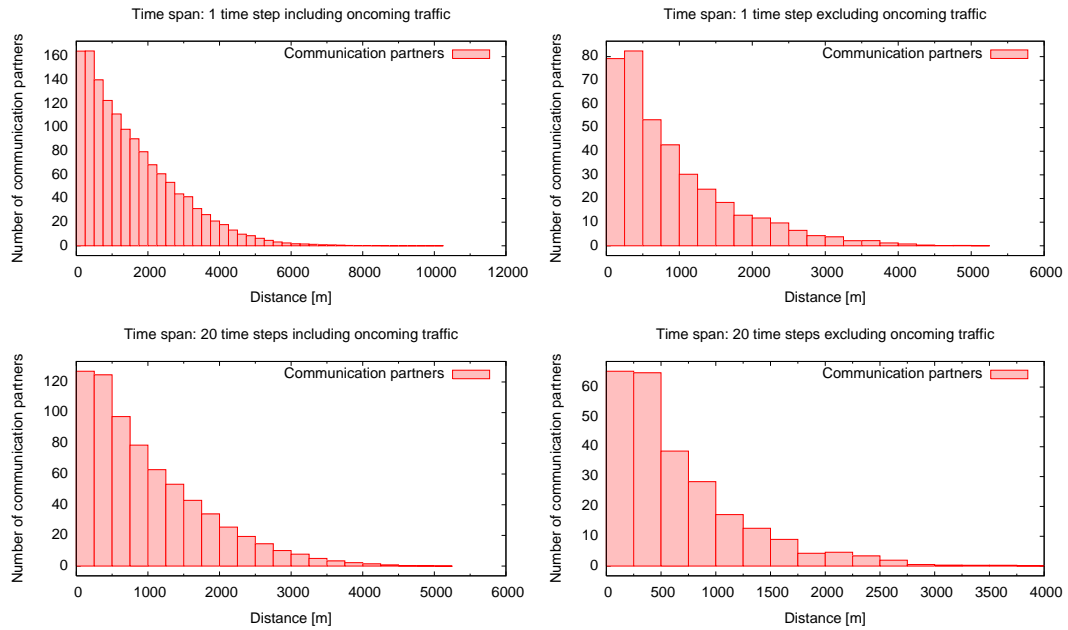 Time span: 1 time step including oncoming traffic
Number of communication partners
160
140
120
100
80
60
40
20
0
Communication partners
0 2000 4000 6000 8000 10000 12000
Distance [m]
Time span: 1 time step excluding oncoming traffic
Number of communication partners
80
70
60
50
40
30
20
10
0
Communication partners
0 1000 2000 3000 4000 5000 6000
Distance [m]
Time span: 20 time steps including oncoming traffic
Number of communication partners
120
100
80
60
40
20
0
Communication partners
0 1000 2000 3000 4000 5000 6000
Distance [m]
Time span: 20 time steps excluding oncoming traffic
Number of communication partners
60
50
40
30
20
10
0
Communication partners
0 500 1000 1500 2000 2500 3000 3500 4000
Distance [m]